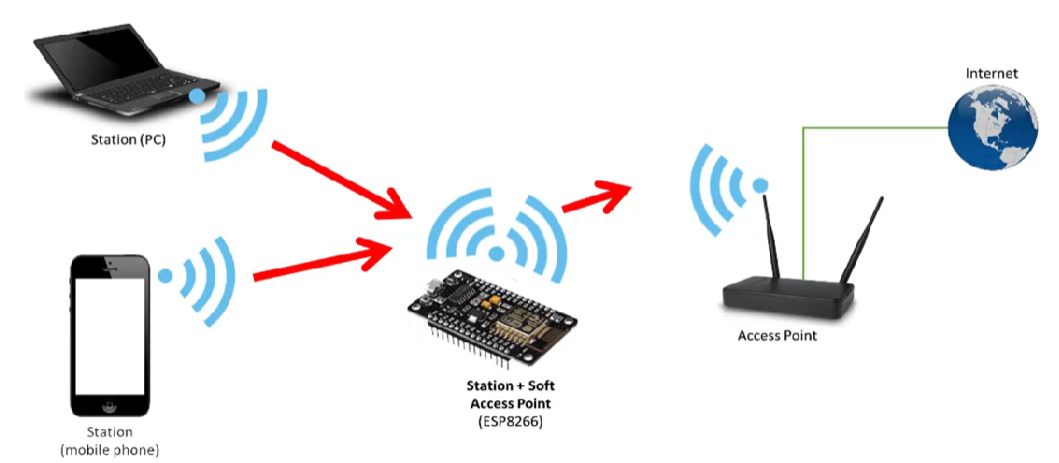 Internet
Station (PC)
Access Point
Station + Soft
Access Point
(ESP8266)
Station
(mobile phone)